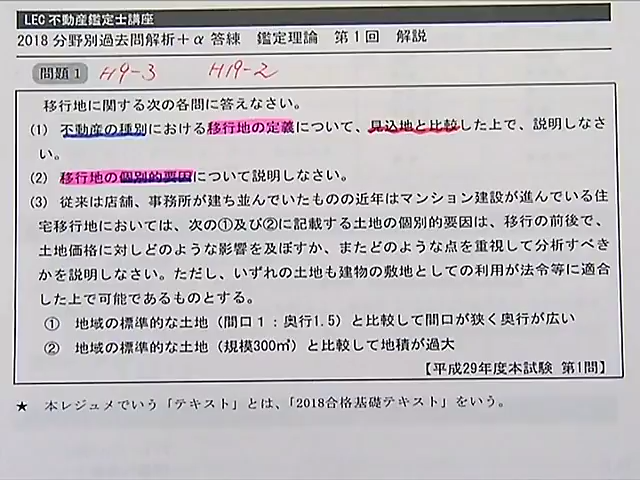 LEC不動産鑑定士講座
2018 分野別過去問解析＋α 答練　鑑定理論　第1回　解説
問題1　H9-3　H19-2
移行地に関する次の各問に答えなさい。
(1) 不動産の種別における移行地の定義について、見込地と比較した上で、説明しなさ
い。
(2) 移行地の個別的要因について説明しなさい。
(3) 従来は店舗、事務所が建ち並んでいたものの近年はマンション建設が進んでいる住
宅移行地においては、次の①及び②に記載する土地の個別的要因は、移行の前後で、
土地価格に対しどのような影響を及ぼすか、またどのような点を重視して分析すべき
かを説明しなさい。ただし、いずれの土地も建物の敷地としての利用が法令等に適合
した上で可能であるものとする。
①　地域の標準的な土地（間口1：奥行1.5）と比較して間口が狭く奥行が広い
②　地域の標準的な土地（規模300㎡）と比較して地積が過大
【平成29年度本試験 第1問】
★　本レジュメでいう「テキスト」とは、「2018合格基礎テキスト」をいう。